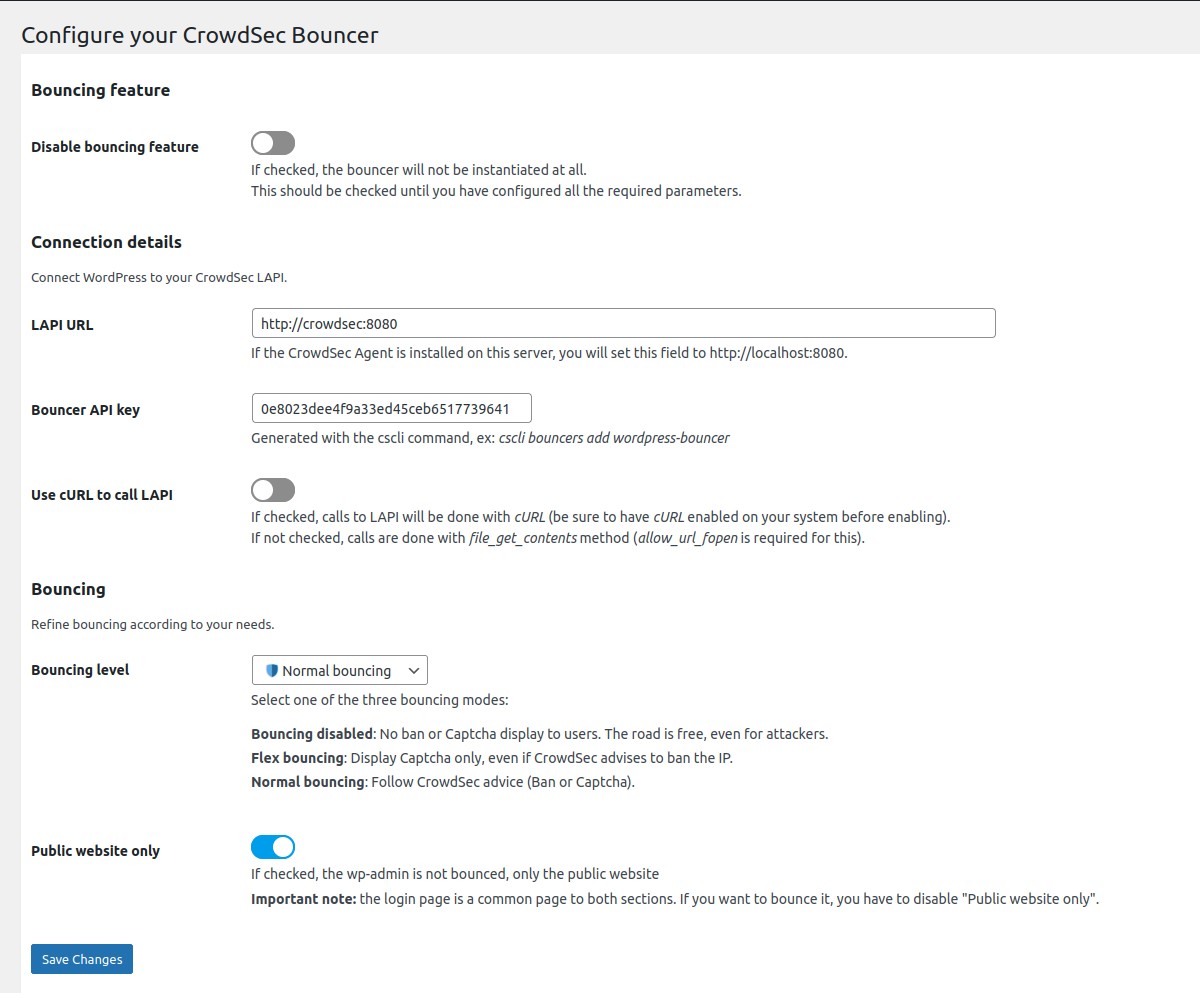 Configure your CrowdSec Bouncer
Bouncing feature
Disable bouncing feature
If checked, the bouncer will not be instantiated at all.
This should be checked until you have configured all the required parameters.
Connection details
Connect WordPress to your CrowdSec LAPI.
LAPI URL
http://crowdsec:8080
If the CrowdSec Agent is installed on this server, you will set this field to http://localhost:8080.
Bouncer API key
0e8023dee4f9a33ed45ceb6517739641
Generated with the cscli command, ex: cscli bouncers add wordpress-bouncer
Use cURL to call LAPI
If checked, calls to LAPI will be done with cURL (be sure to have cURL enabled on your system before enabling).
If not checked, calls are done with file_get_contents method (allow_url_fopen is required for this).
Bouncing
Refine bouncing according to your needs.
Bouncing level
Normal bouncing
Select one of the three bouncing modes:
Bouncing disabled: No ban or Captcha display to users. The road is free, even for attackers.
Flex bouncing: Display Captcha only, even if CrowdSec advises to ban the IP.
Normal bouncing: Follow CrowdSec advice (Ban or Captcha).
Public website only
If checked, the wp-admin is not bounced, only the public website
Important note: the login page is a common page to both sections. If you want to bounce it, you have to disable "Public website only".
Save Changes